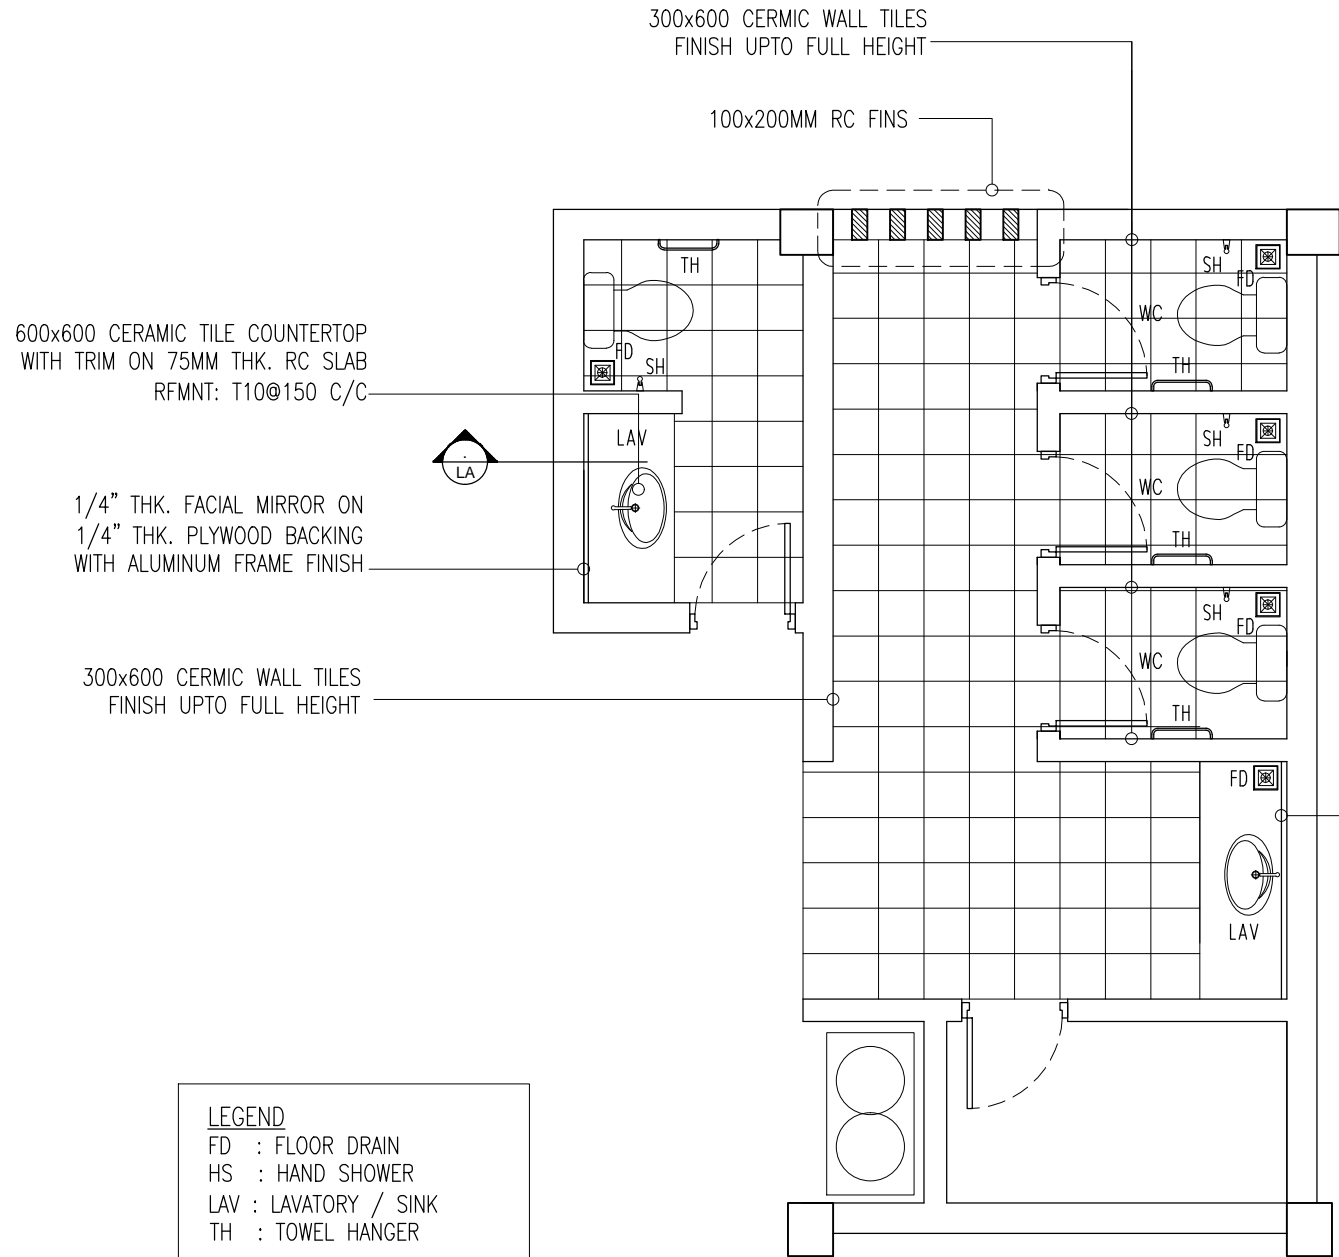 300x600 CERMIC WALL TILES
FINISH UPTO FULL HEIGHT
100x200MM RC FINS
TH
SH
FD
WC
TH
FD
SH
600x600 CERAMIC TILE COUNTERTOP
WITH TRIM ON 75MM THK. RC SLAB
RFMNT: T10@150 C/C
LAV
LA
SH
FD
WC
TH
1/4" THK. FACIAL MIRROR ON
1/4" THK. PLYWOOD BACKING
WITH ALUMINUM FRAME FINISH
SH
FD
WC
TH
300x600 CERMIC WALL TILES
FINISH UPTO FULL HEIGHT
FD
LAV
LEGEND
FD : FLOOR DRAIN
HS : HAND SHOWER
LAV : LAVATORY / SINK
TH : TOWEL HANGER